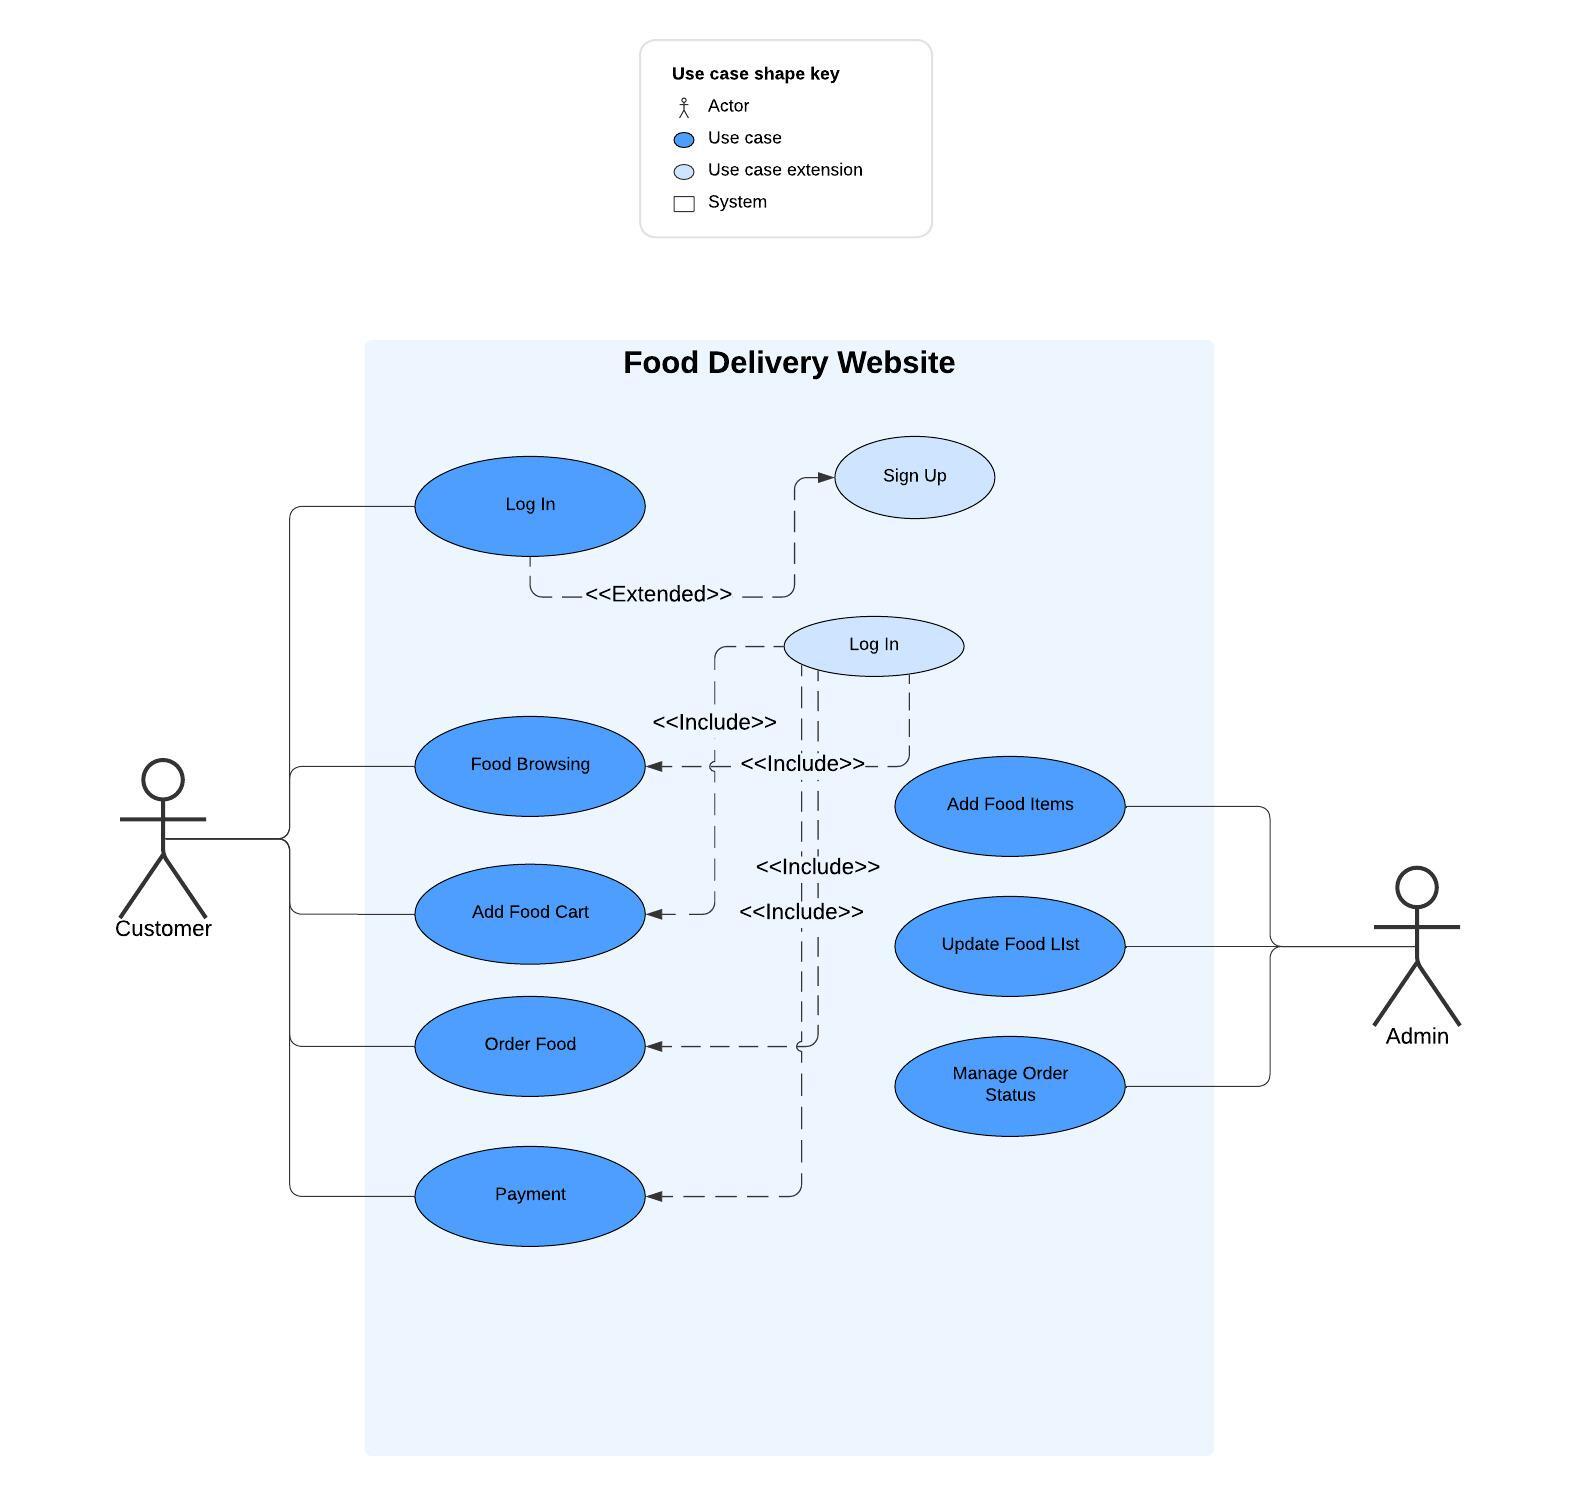 Use case shape key
Actor
Use case
Use case extension
System
Food Delivery Website
Sign Up
Log In
<<Extended>>
Log In
<<Include>>
Food Browsing
<<Include>>
Add Food Items
<<Include>>
Add Food Cart
<<Include>>
Customer
Update Food LIst
Admin
Order Food
Manage Order
Status
Payment